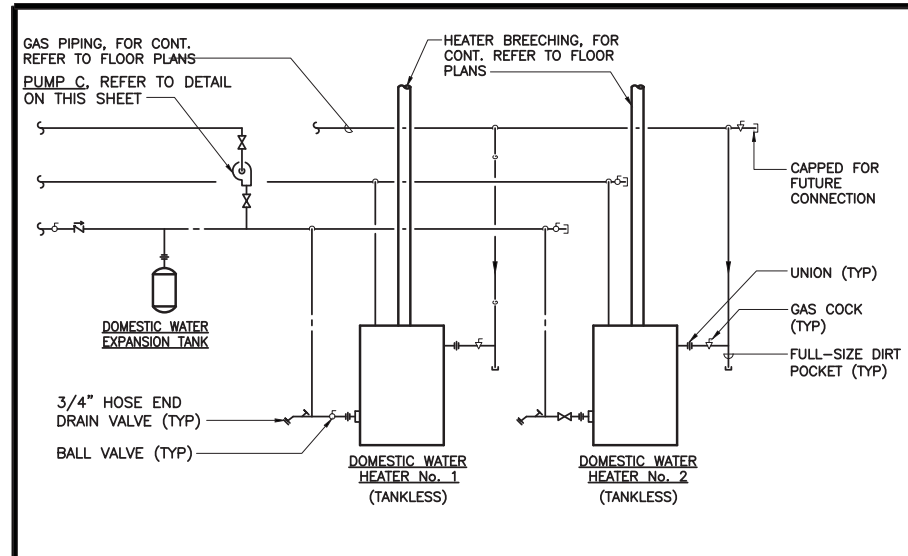 GAS PIPING, FOR CONT.
REFER TO FLOOR PLANS
PUMP C, REFER TO DETAIL
ON THIS SHEET
HEATER BREECHING, FOR
CONT. REFER TO FLOOR
PLANS
CAPPED FOR
FUTURE
CONNECTION
G
G
UNION (TYP)
GAS COCK
(TYP)
FULL-SIZE DIRT
POCKET (TYP)
DOMESTIC WATER
EXPANSION TANK
3/4" HOSE END
DRAIN VALVE (TYP)
BALL VALVE (TYP)
DOMESTIC WATER
HEATER No. 1
(TANKLESS)
DOMESTIC WATER
HEATER No. 2
(TANKLESS)